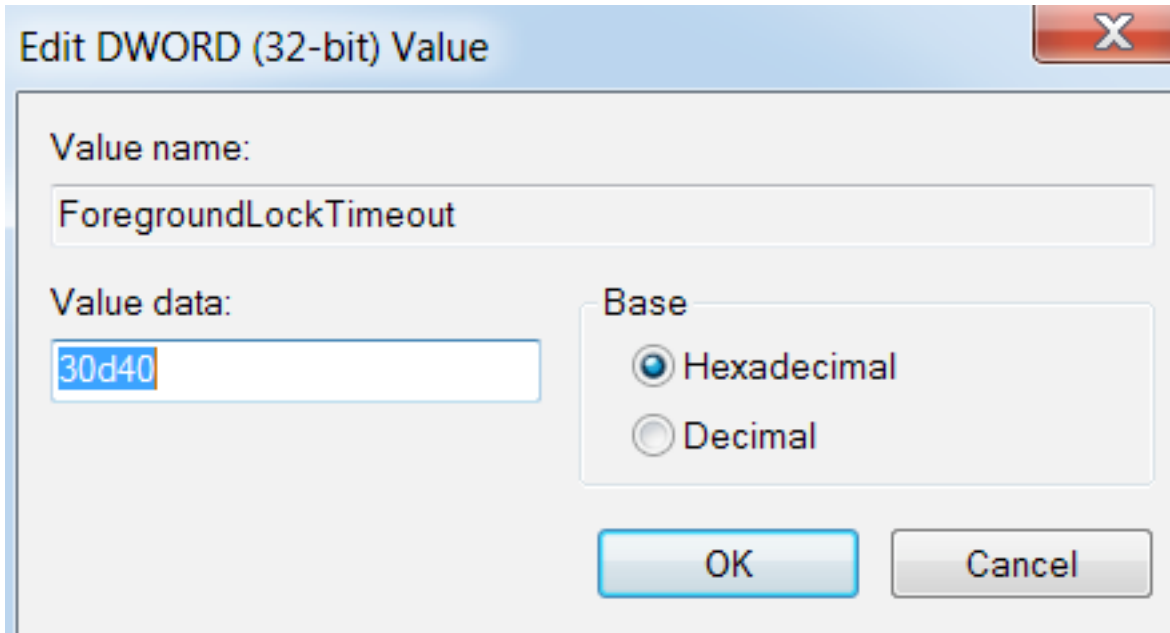 Edit DWORD (32-bit) Value
X
Value name:
ForegroundLockTimeout
Value data:
30d40
Base
Hexadecimal
Decimal
OK
Cancel